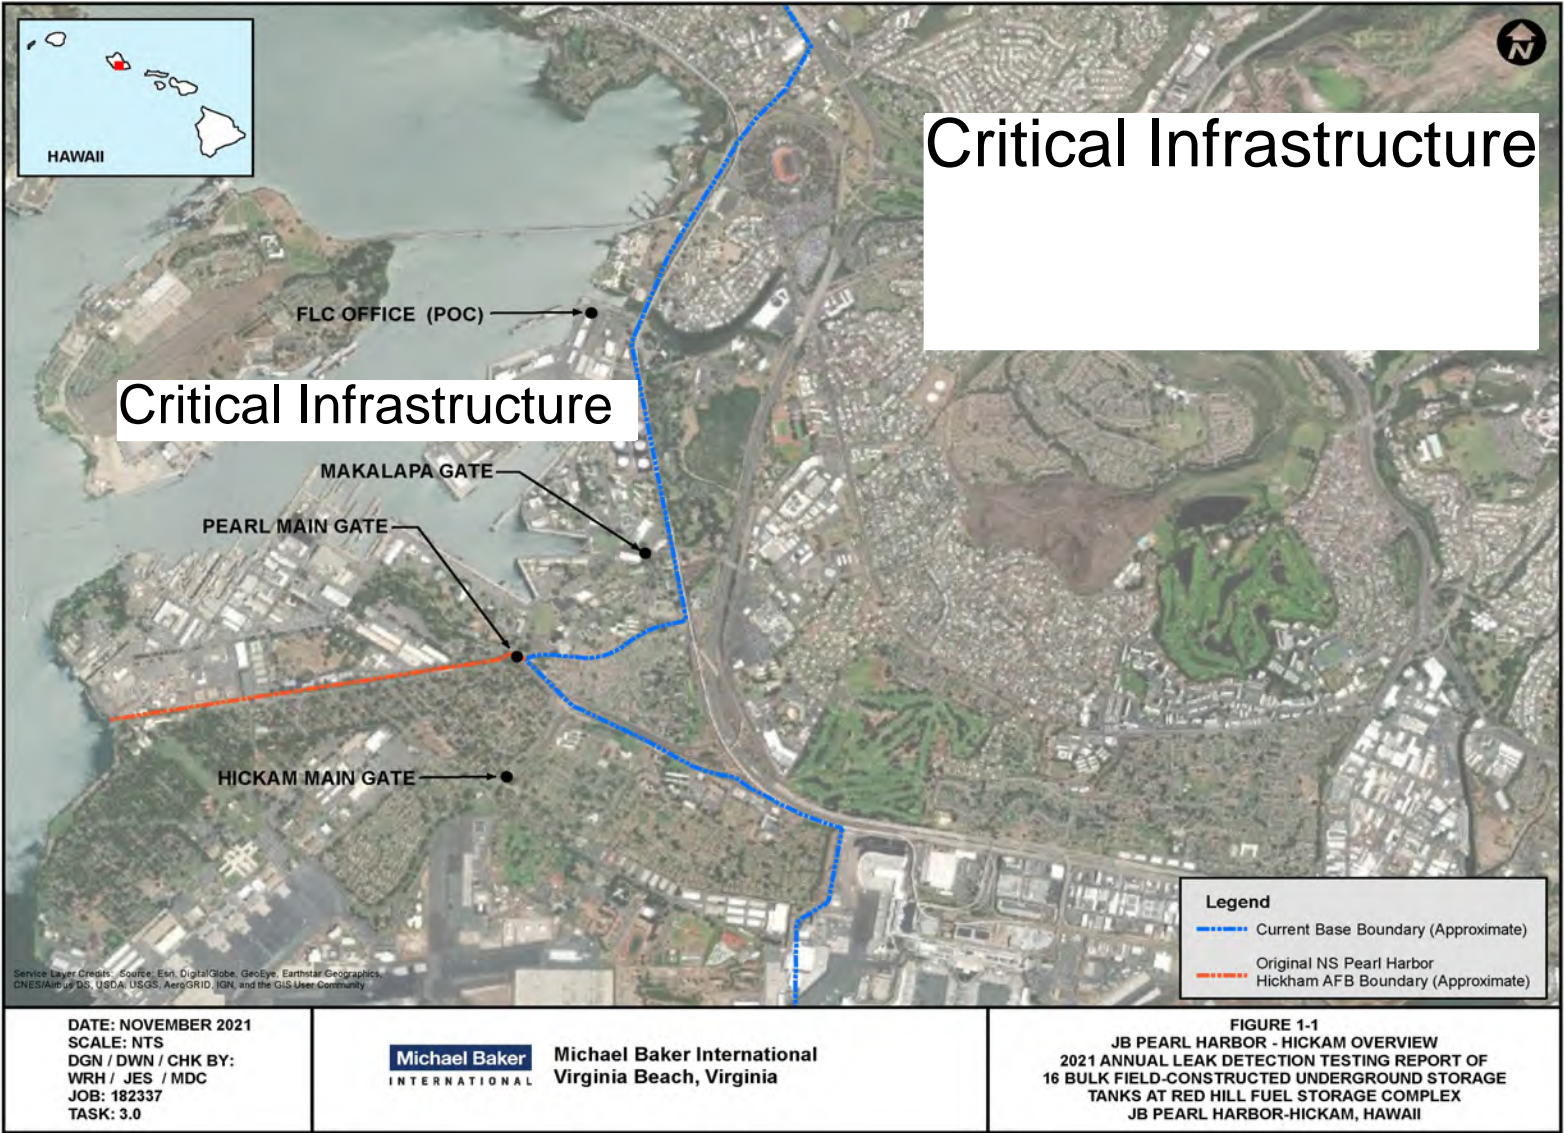 HAWAII
N
Critical Infrastructure
FLC OFFICE (POC)
Critical Infrastructure
MAKALAPA GATE
PEARL MAIN GATE
HICKAM MAIN GATE
Legend
Current Base Boundary (Approximate)
Original NS Pearl Harbor
Hickham AFB Boundary (Approximate)
Service Layer Credits: Source: Esri, DigitalGlobe, GeoEye, Earthstar Geographics,
CNES/Airbus DS, USDA, USGS, AeroGRID, IGN, and the GIS User Community
DATE: NOVEMBER 2021
SCALE: NTS
DGN / DWN / CHK BY:
WRH / JES / MDC
JOB: 182337
TASK: 3.0
Michael Baker
INTERNATIONAL
Michael Baker International
Virginia Beach, Virginia
FIGURE 1-1
JB PEARL HARBOR - HICKAM OVERVIEW
2021 ANNUAL LEAK DETECTION TESTING REPORT OF
16 BULK FIELD-CONSTRUCTED UNDERGROUND STORAGE
TANKS AT RED HILL FUEL STORAGE COMPLEX
JB PEARL HARBOR-HICKAM, HAWAII